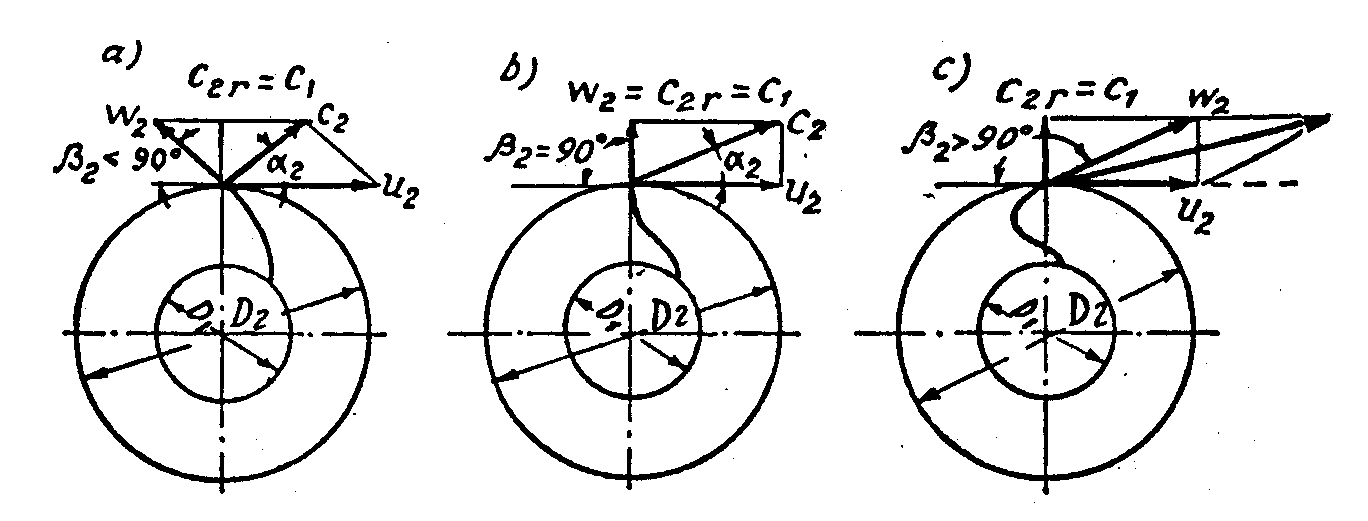 a)
C₂r = C₁
w₂
c₂
β₂ < 90°
α₂
u₂
D₁
D₂
b)
w₂ = C₂r = C₁
c₂
β₂ = 90°
α₂
u₂
D₁
D₂
c)
C₂r = C₁
w₂
β₂ > 90°
u₂
D₁
D₂